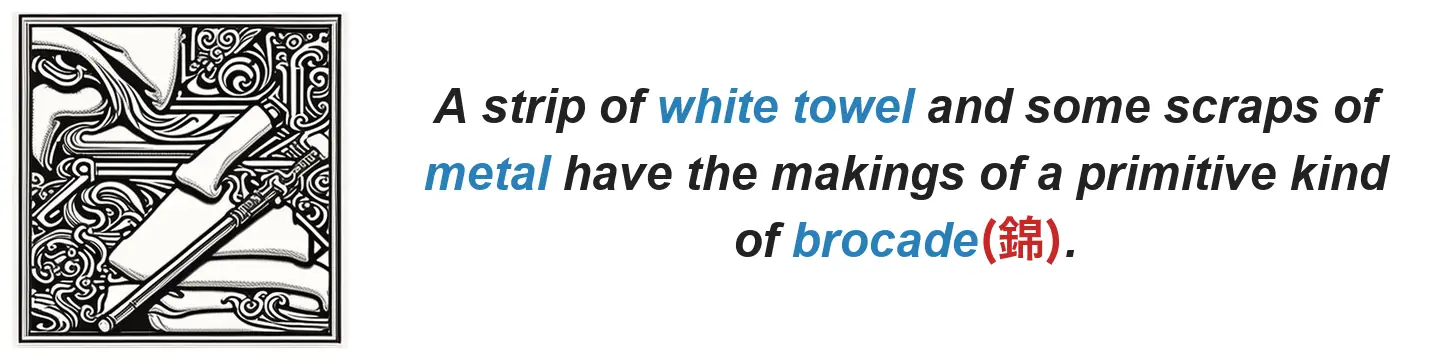 A strip of white towel and some scraps of
metal have the makings of a primitive kind
of brocade(錦).